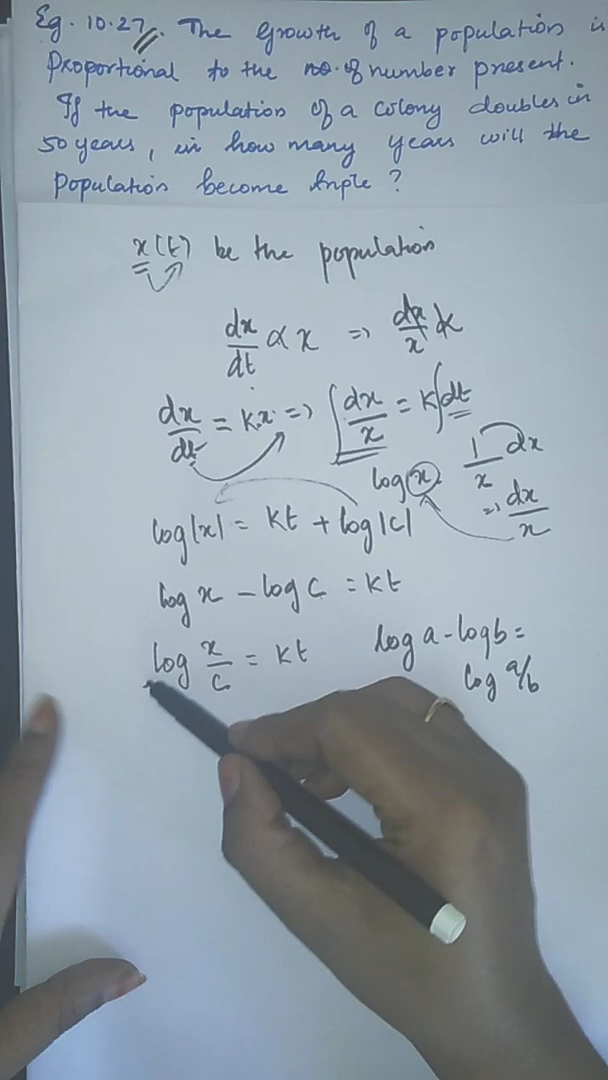 Eg. 10.27. The Growth of a population is
Proportional to the no. of number present.
If the population of a colony doubles in
50 years, in how many years will the
Population become triple ?
x(t) be the population
dx/dt ∝ x => dx/x k
dx/dt = k.x => ∫ dx/x = k∫dt
log(x) 1/x dx
=> dx/x
log|x| = kt + log|c|
log x - log c = kt
log x/c = kt
log a - log b =
log a/b